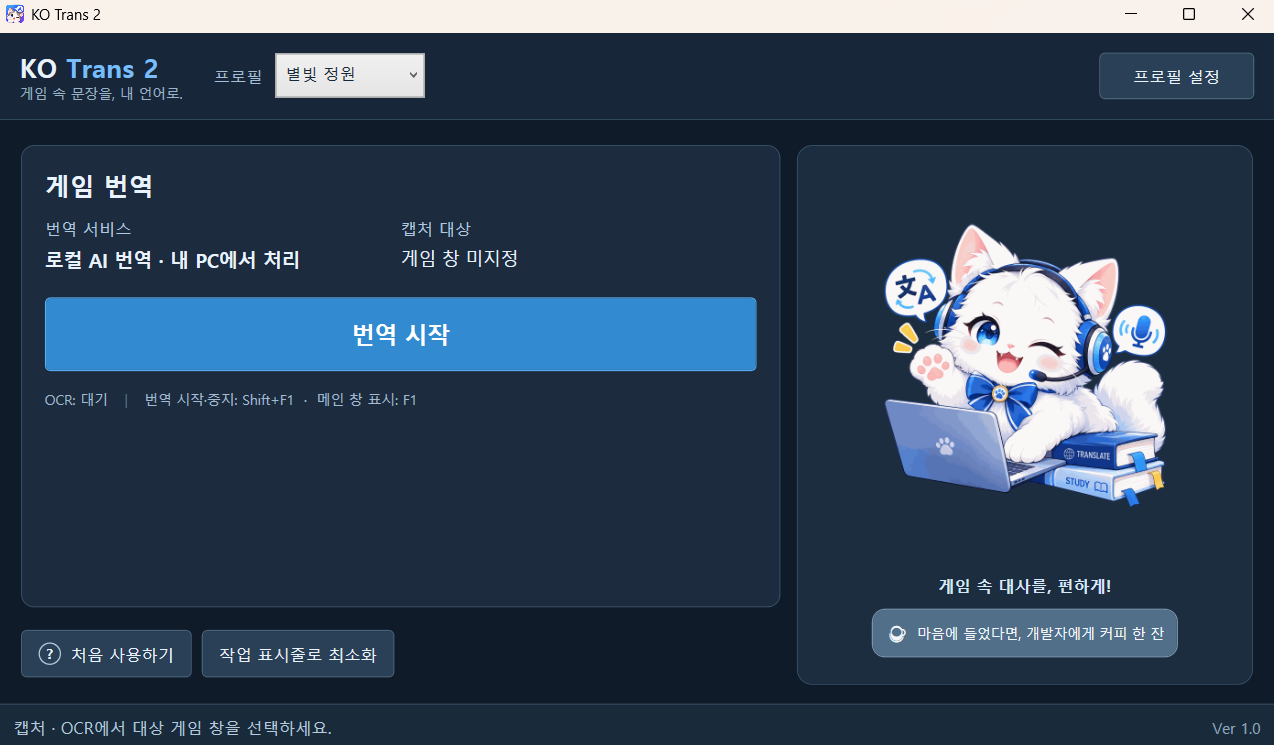 KO Trans 2
KO Trans 2
게임 속 문장을, 내 언어로.
프로필
별빛 정원
프로필 설정
게임 번역
번역 서비스
로컬 AI 번역 · 내 PC에서 처리
캡처 대상
게임 창 미지정
번역 시작
OCR: 대기 | 번역 시작·중지: Shift+F1 · 메인 창 표시: F1
文A
TRANSLATE
STUDY
게임 속 대사를, 편하게!
마음에 들었다면, 개발자에게 커피 한 잔
? 처음 사용하기
작업 표시줄로 최소화
캡처 · OCR에서 대상 게임 창을 선택하세요.
Ver 1.0